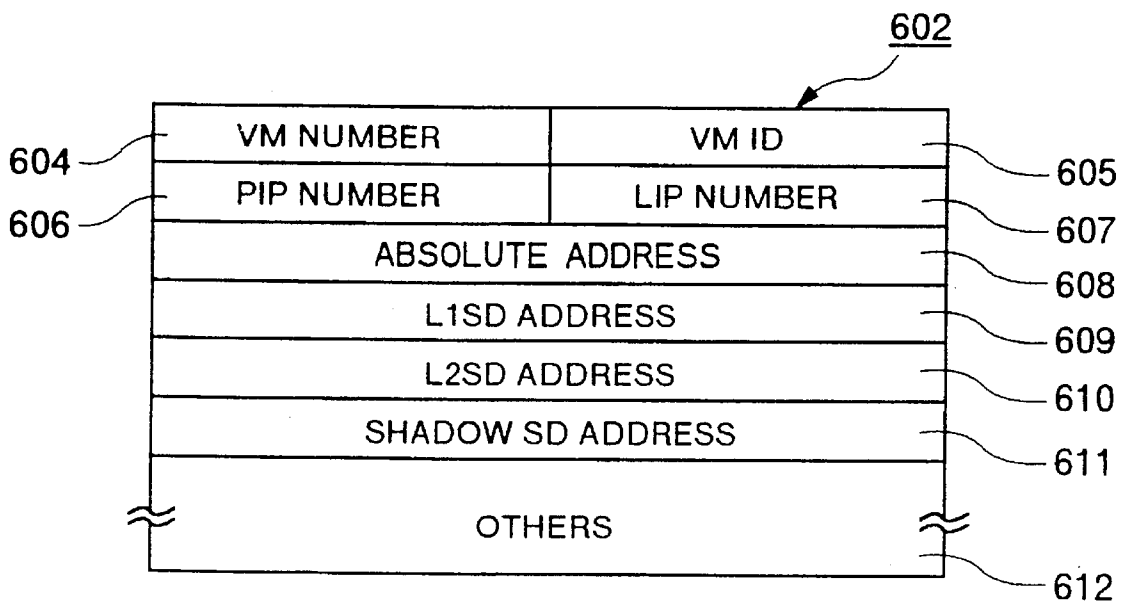 602
VM NUMBER VM ID
604 605
PIP NUMBER LIP NUMBER
606 607
ABSOLUTE ADDRESS
608
L1SD ADDRESS
609
L2SD ADDRESS
610
SHADOW SD ADDRESS
611
OTHERS
612